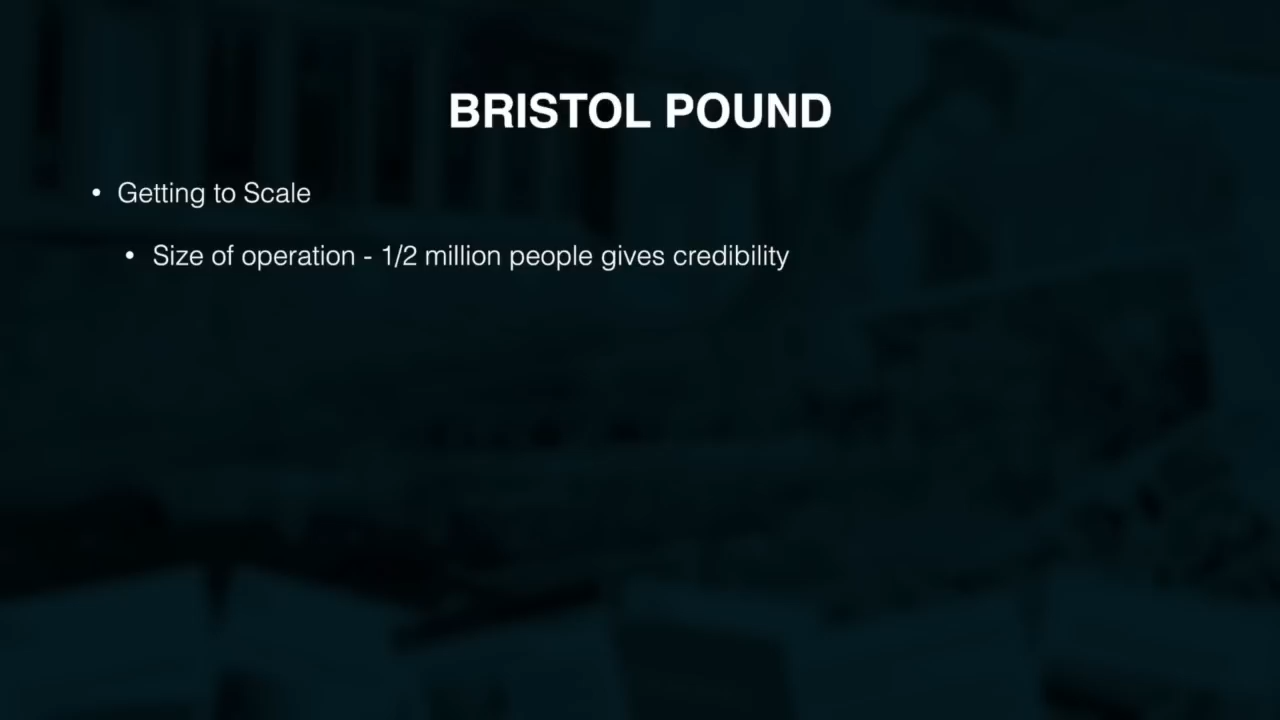 BRISTOL POUND
• Getting to Scale
• Size of operation - 1/2 million people gives credibility